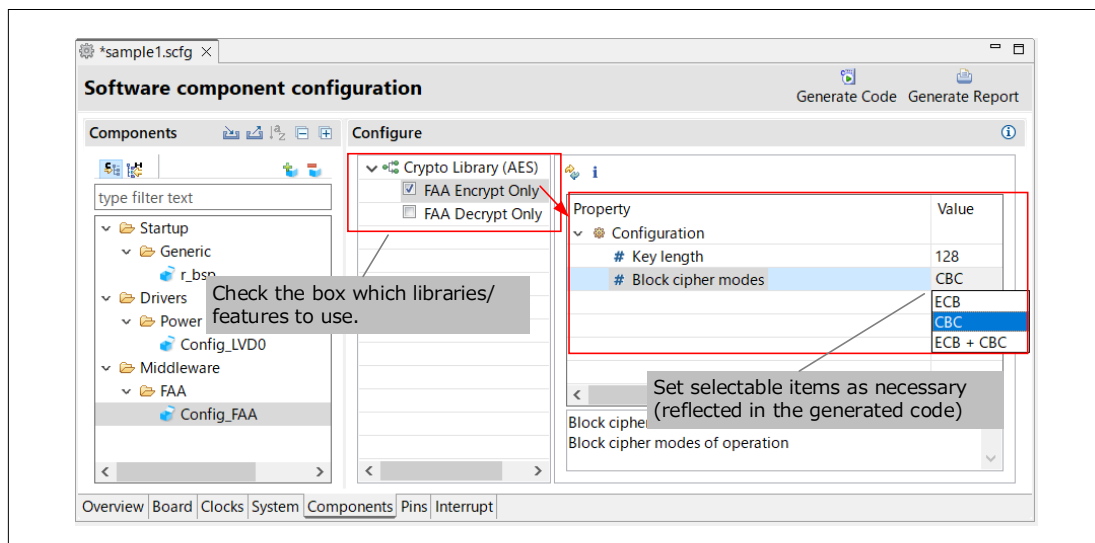 *sample1.scfg
Software component configuration
Generate Code Generate Report
Components
Configure
type filter text
Startup
Generic
r_bsp
Drivers
Power
Config_LVD0
Middleware
FAA
Config_FAA
Crypto Library (AES)
FAA Encrypt Only
FAA Decrypt Only
Property Value
Configuration
# Key length 128
# Block cipher modes CBC
ECB
CBC
ECB + CBC
Check the box which libraries/
features to use.
Set selectable items as necessary
(reflected in the generated code)
Block cipher
Block cipher modes of operation
Overview Board Clocks System Components Pins Interrupt